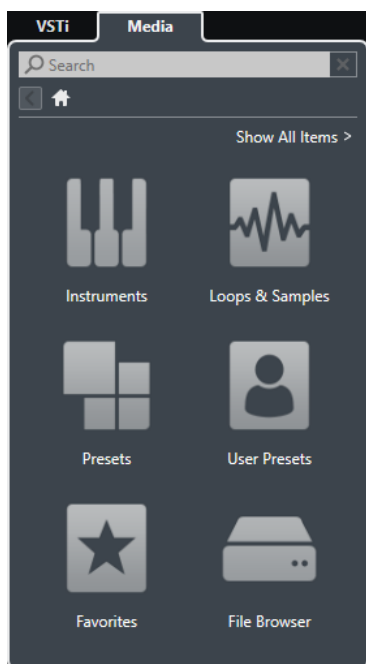 VSTi Media
Search
Show All Items >
Instruments Loops & Samples
Presets User Presets
Favorites File Browser